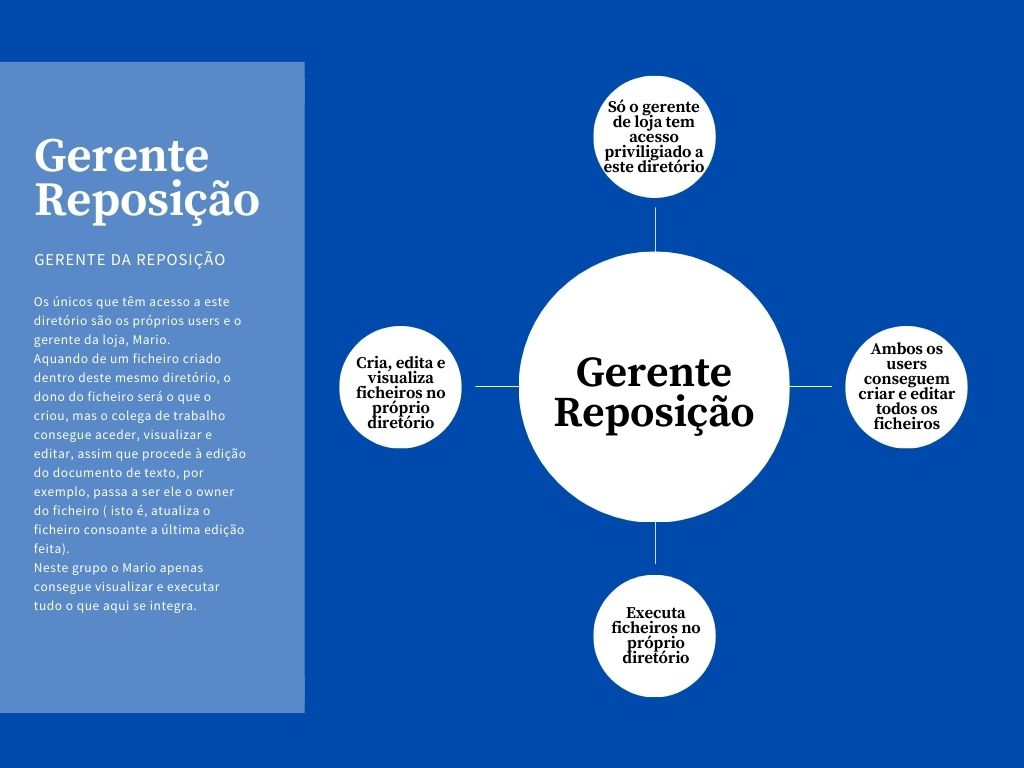 Gerente
Reposição
GERENTE DA REPOSIÇÃO
Os únicos que têm acesso a este
diretório são os próprios users e o
gerente da loja, Mario.
Aquando de um ficheiro criado
dentro deste mesmo diretório, o
dono do ficheiro será o que o
criou, mas o colega de trabalho
consegue aceder, visualizar e
editar, assim que procede à edição
do documento de texto, por
exemplo, passa a ser ele o owner
do ficheiro ( isto é, atualiza o
ficheiro consoante a última edição
feita).
Neste grupo o Mario apenas
consegue visualizar e executar
tudo o que aqui se integra.
Só o gerente
de loja tem
acesso
priviligiado a
este diretório
Cria, edita e
visualiza
ficheiros no
próprio
diretório
Gerente
Reposição
Ambos os
users
conseguem
criar e editar
todos os
ficheiros
Executa
ficheiros no
próprio
diretório